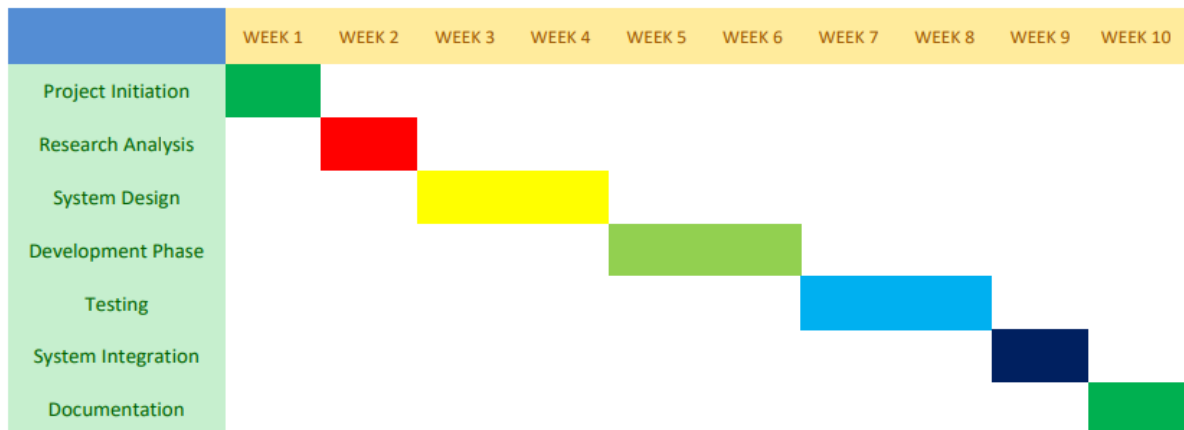 WEEK 1 WEEK 2 WEEK 3 WEEK 4 WEEK 5 WEEK 6 WEEK 7 WEEK 8 WEEK 9 WEEK 10
Project Initiation
Research Analysis
System Design
Development Phase
Testing
System Integration
Documentation